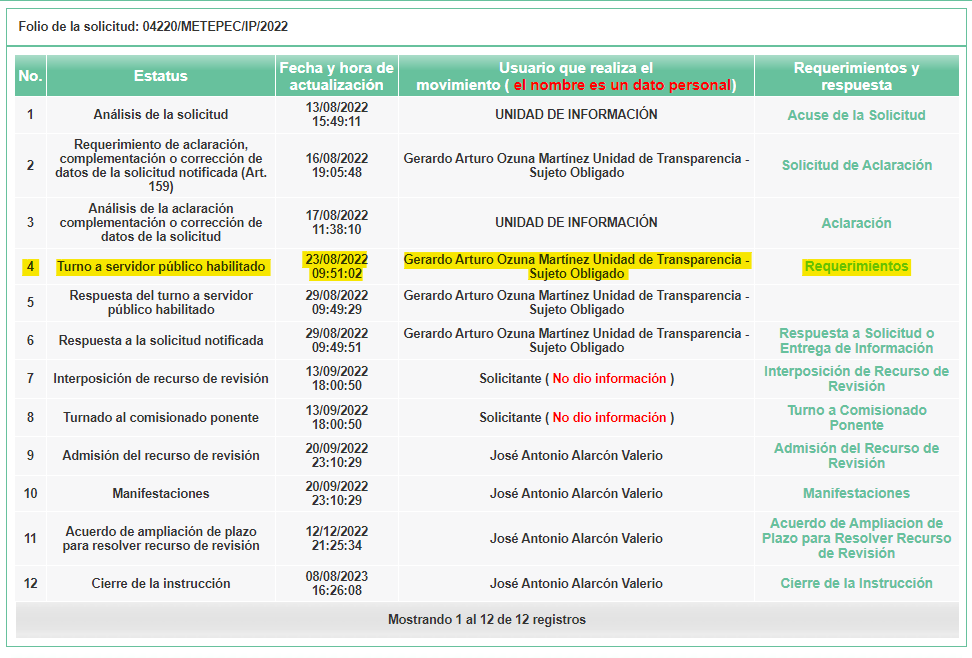 Folio de la solicitud: 04220/METEPEC/IP/2022
No. Estatus Fecha y hora de actualización Usuario que realiza el movimiento ( el nombre es un dato personal) Requerimientos y respuesta
1 Análisis de la solicitud 13/08/2022 15:49:11 UNIDAD DE INFORMACIÓN Acuse de la Solicitud
2 Requerimiento de aclaración, complementación o corrección de datos de la solicitud notificada (Art. 159) 16/08/2022 19:05:48 Gerardo Arturo Ozuna Martínez Unidad de Transparencia - Sujeto Obligado Solicitud de Aclaración
3 Análisis de la aclaración complementación o corrección de datos de la solicitud 17/08/2022 11:38:10 UNIDAD DE INFORMACIÓN Aclaración
4 Turno a servidor público habilitado 23/08/2022 09:51:02 Gerardo Arturo Ozuna Martínez Unidad de Transparencia - Sujeto Obligado Requerimientos
5 Respuesta del turno a servidor público habilitado 29/08/2022 09:49:29 Gerardo Arturo Ozuna Martínez Unidad de Transparencia - Sujeto Obligado
6 Respuesta a la solicitud notificada 29/08/2022 09:49:51 Gerardo Arturo Ozuna Martínez Unidad de Transparencia - Sujeto Obligado Respuesta a Solicitud o Entrega de Información
7 Interposición de recurso de revisión 13/09/2022 18:00:50 Solicitante ( No dio información ) Interposición de Recurso de Revisión
8 Turnado al comisionado ponente 13/09/2022 18:00:50 Solicitante ( No dio información ) Turno a Comisionado Ponente
9 Admisión del recurso de revisión 20/09/2022 23:10:29 José Antonio Alarcón Valerio Admisión del Recurso de Revisión
10 Manifestaciones 20/09/2022 23:10:29 José Antonio Alarcón Valerio Manifestaciones
11 Acuerdo de ampliación de plazo para resolver recurso de revisión 12/12/2022 21:25:34 José Antonio Alarcón Valerio Acuerdo de Ampliacion de Plazo para Resolver Recurso de Revisión
12 Cierre de la instrucción 08/08/2023 16:26:08 José Antonio Alarcón Valerio Cierre de la Instrucción
Mostrando 1 al 12 de 12 registros